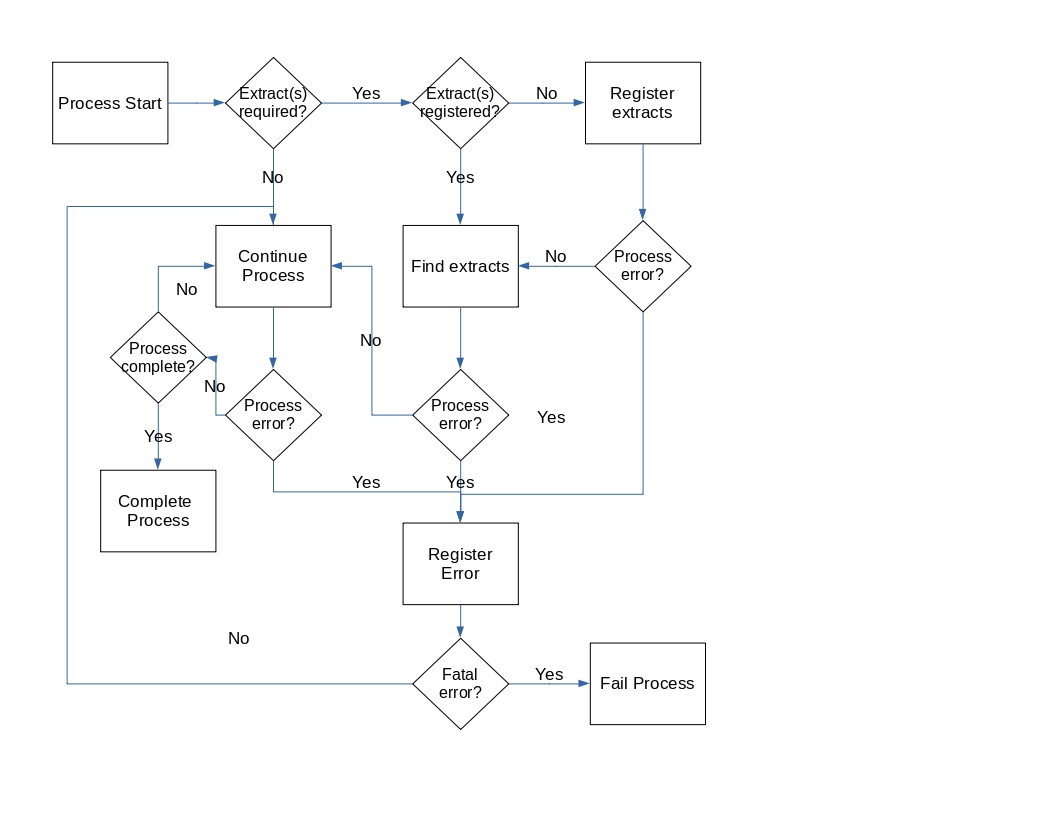 Process Start
Extract(s)
required?
Yes
Extract(s)
registered?
No
Register
extracts
No
Yes
Continue
Process
Find extracts
No
Process
error?
No
Process
complete?
No
No
Process
error?
Process
error?
Yes
Yes
Complete
Process
Yes
Yes
Register
Error
No
Fatal
error?
Yes
Fail Process